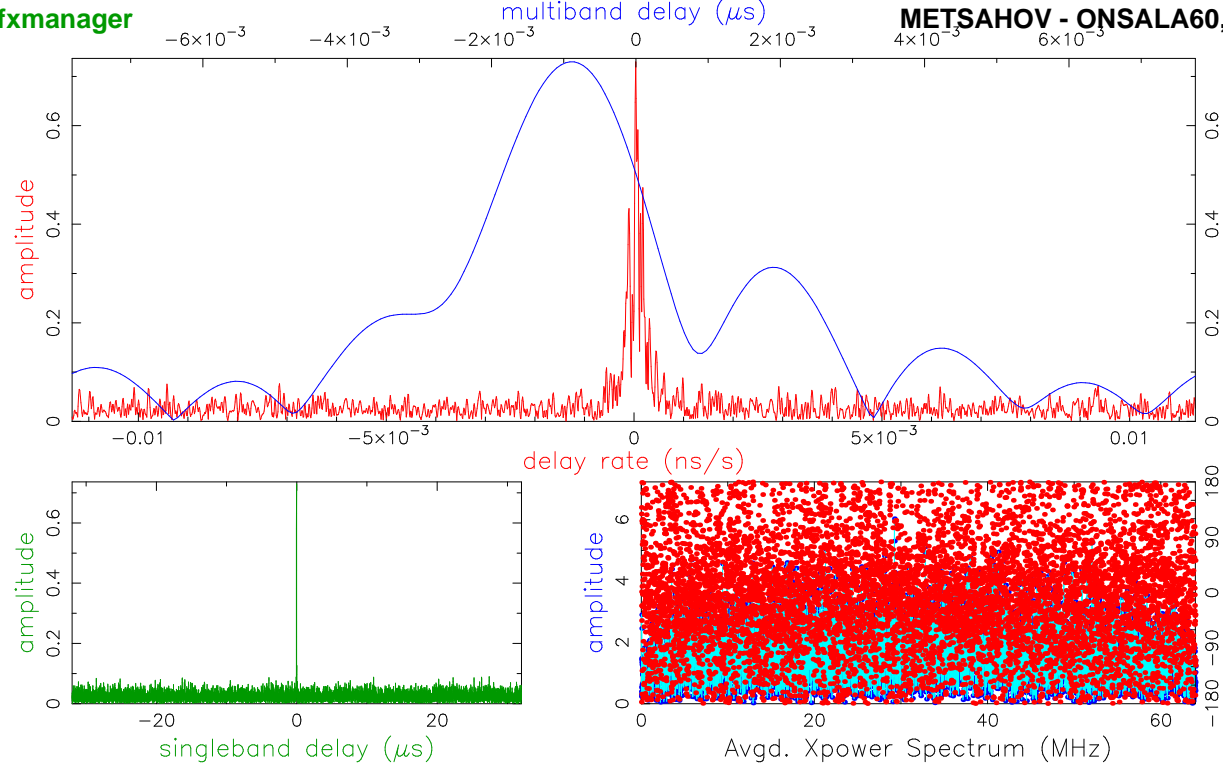 fxmanager
multiband delay (μs)
METSAHOV - ONSALA60,
−6×10⁻³ −4×10⁻³ −2×10⁻³ 0 2×10⁻³ 4×10⁻³ 6×10⁻³
amplitude
0 0.2 0.4 0.6
0 0.2 0.4 0.6
−0.01 −5×10⁻³ 0 5×10⁻³ 0.01
delay rate (ns/s)
amplitude
0 0.2 0.4 0.6
−20 0 20
singleband delay (μs)
amplitude
0 2 4 6
−180 −90 0 90 180
0 20 40 60
Avgd. Xpower Spectrum (MHz)